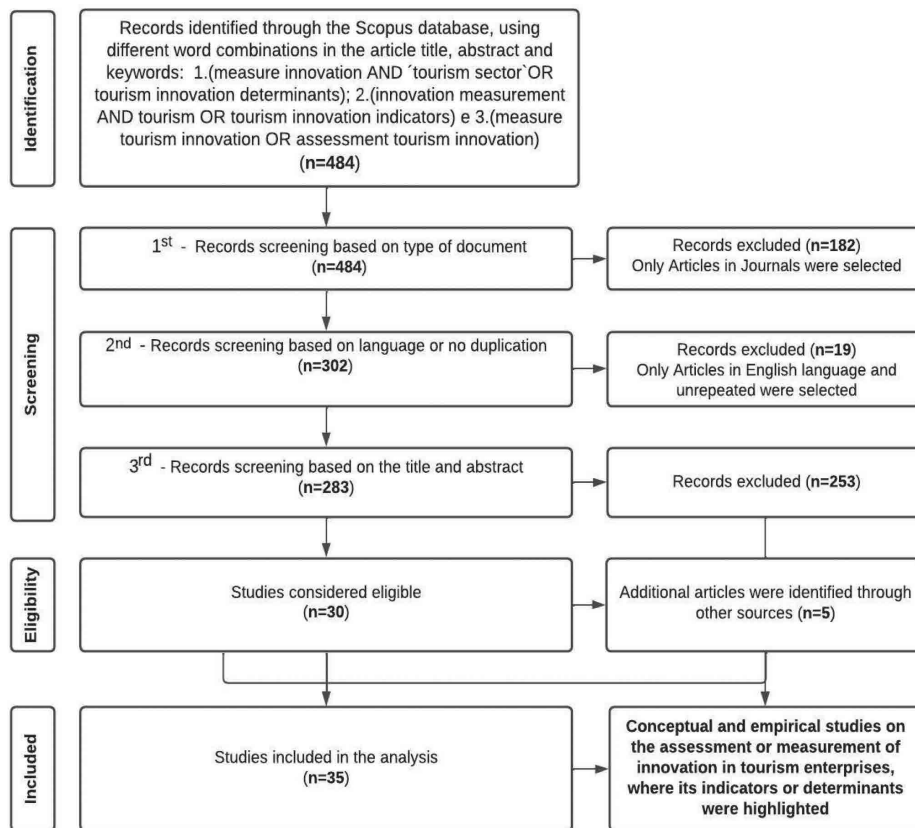 Identification
Records identified through the Scopus database, using
different word combinations in the article title, abstract and
keywords: 1.(measure innovation AND ´tourism sector`OR
tourism innovation determinants); 2.(innovation measurement
AND tourism OR tourism innovation indicators) e 3.(measure
tourism innovation OR assessment tourism innovation)
(n=484)
Screening
1st - Records screening based on type of document
(n=484)
Records excluded (n=182)
Only Articles in Journals were selected
2nd - Records screening based on language or no duplication
(n=302)
Records excluded (n=19)
Only Articles in English language and
unrepeated were selected
3rd - Records screening based on the title and abstract
(n=283)
Records excluded (n=253)
Eligibility
Studies considered eligible
(n=30)
Additional articles were identified through
other sources (n=5)
Included
Studies included in the analysis
(n=35)
Conceptual and empirical studies on
the assessment or measurement of
innovation in tourism enterprises,
where its indicators or determinants
were highlighted